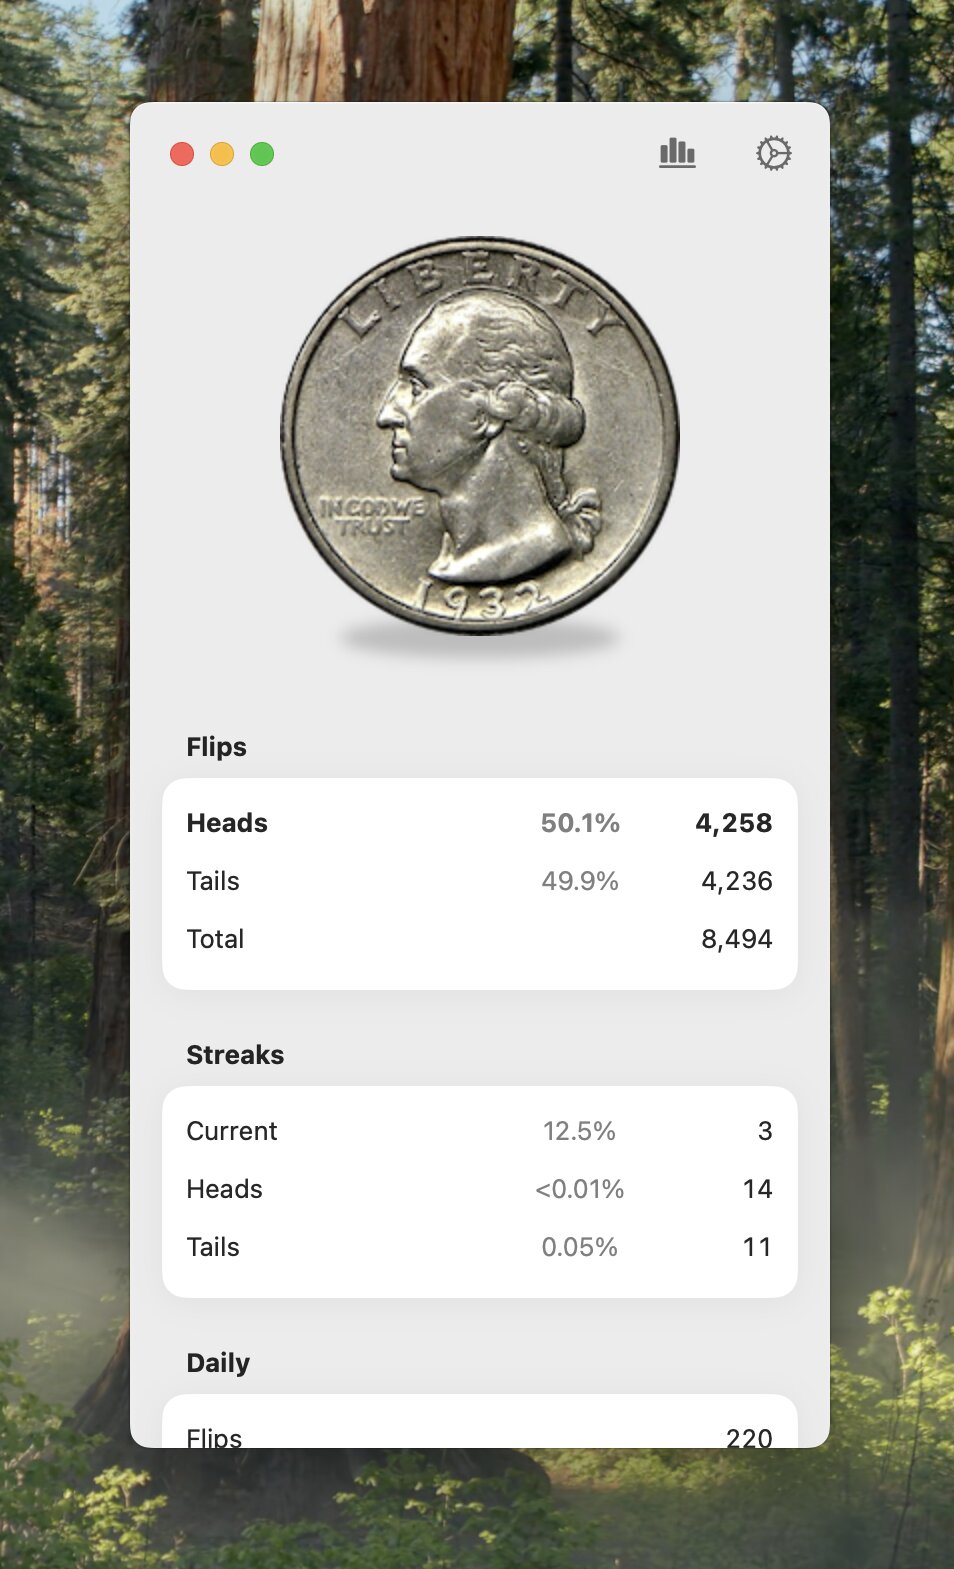 LIBERTY
IN GOD WE
TRUST
1932
Flips
Heads 50.1% 4,258
Tails 49.9% 4,236
Total 8,494
Streaks
Current 12.5% 3
Heads <0.01% 14
Tails 0.05% 11
Daily
Flips 220